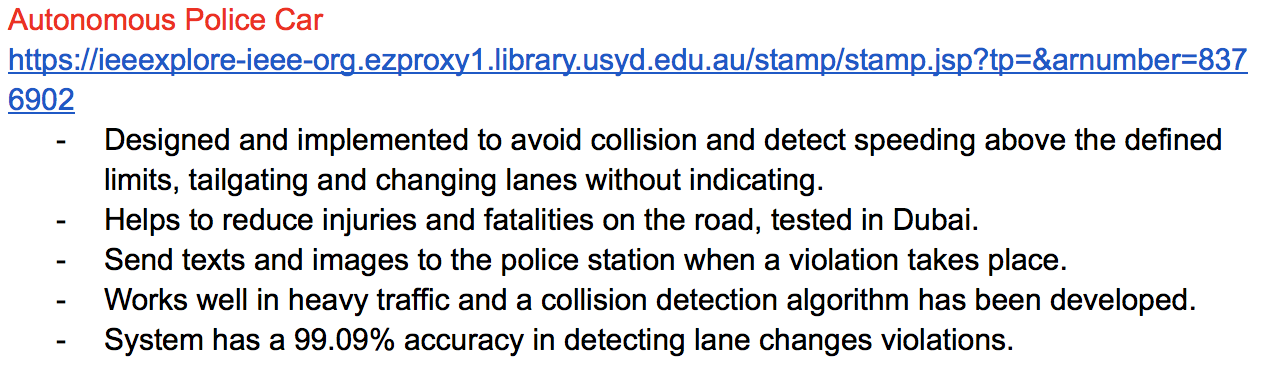 Autonomous Police Car
https://ieeexplore-ieee-org.ezproxy1.library.usyd.edu.au/stamp/stamp.jsp?tp=&arnumber=837
6902
- Designed and implemented to avoid collision and detect speeding above the defined
limits, tailgating and changing lanes without indicating.
- Helps to reduce injuries and fatalities on the road, tested in Dubai.
- Send texts and images to the police station when a violation takes place.
- Works well in heavy traffic and a collision detection algorithm has been developed.
- System has a 99.09% accuracy in detecting lane changes violations.